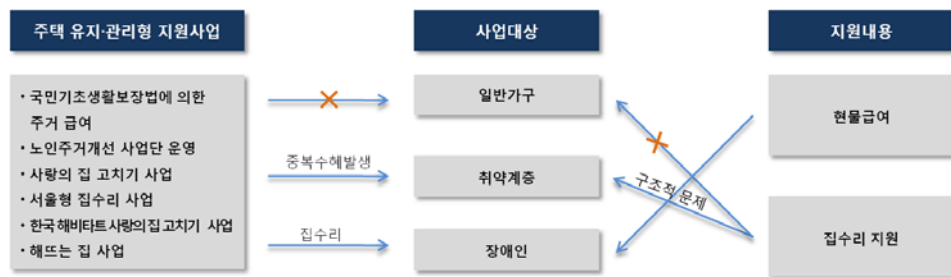 주택 유지·관리형 지원사업
사업대상
지원내용
• 국민기초생활보장법에 의한
주거 급여
• 노인주거개선 사업단 운영
• 사랑의 집 고치기 사업
• 서울형 집수리 사업
• 한국해비타트사랑의집고치기 사업
• 해뜨는 집 사업
중복수혜발생
집수리
일반가구
취약계층
장애인
구조적 문제
현물급여
집수리 지원